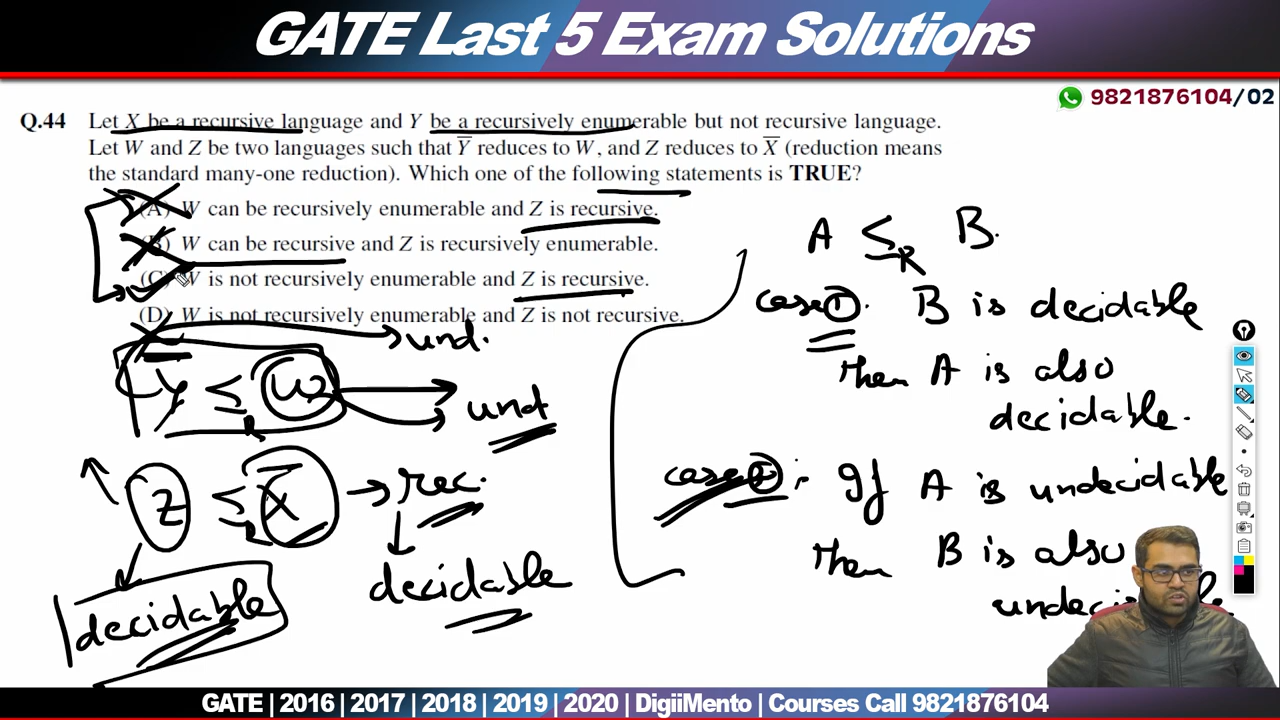 GATE Last 5 Exam Solutions
9821876104/02
Q.44 Let X be a recursive language and Y be a recursively enumerable but not recursive language.
Let W and Z be two languages such that Y̅ reduces to W, and Z reduces to X̅ (reduction means
the standard many-one reduction). Which one of the following statements is TRUE?
(A) W can be recursively enumerable and Z is recursive.
(B) W can be recursive and Z is recursively enumerable.
(C) W is not recursively enumerable and Z is recursive.
(D) W is not recursively enumerable and Z is not recursive.
und.
Y̅ ≤R W
und
Z ≤R X̅ → rec.
decidable
decidable
A ≤R B.
case I. B is decidable
then A is also
decidable.
case II: If A is undecidable
then B is also
GATE | 2016 | 2017 | 2018 | 2019 | 2020 | DigiiMento | Courses Call 9821876104